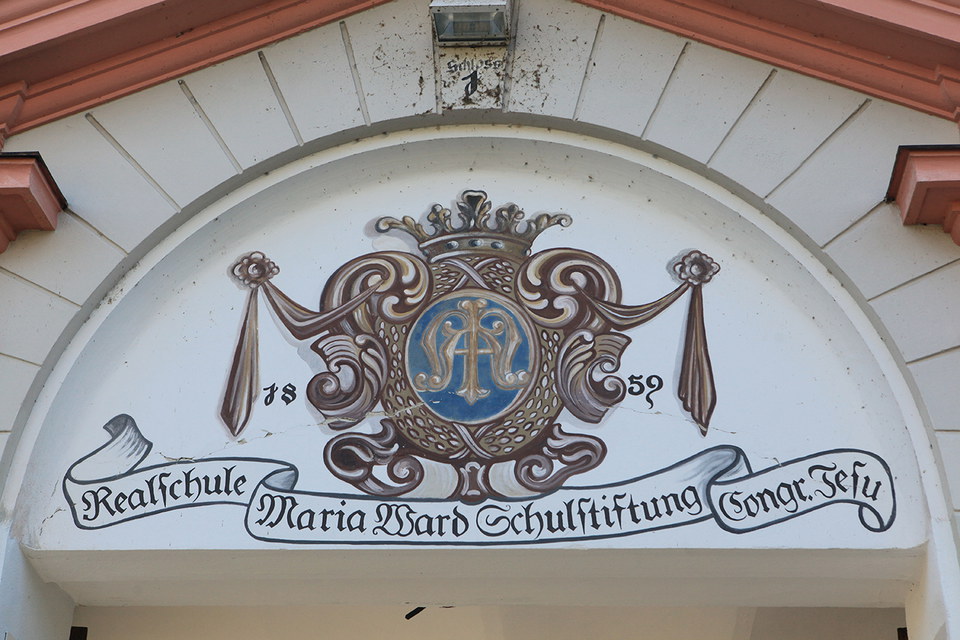 Schloss
1
18 59
Realſchule Maria Ward Schulſtiftung Congr. Jeſu